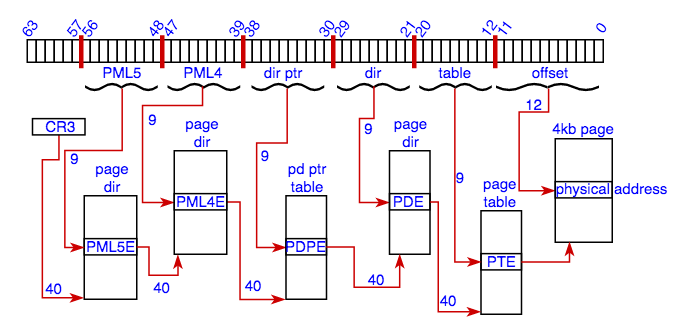 63 57 56 48 47 39 38 30 29 21 20 12 11 0
PML5 PML4 dir ptr dir table offset
12
CR3
9
9
9
9
9
page
dir
page
dir
pd ptr
table
page
dir
page
table
4kb page
PML5E
PML4E
PDPE
PDE
PTE
physical address
40
40
40
40
40